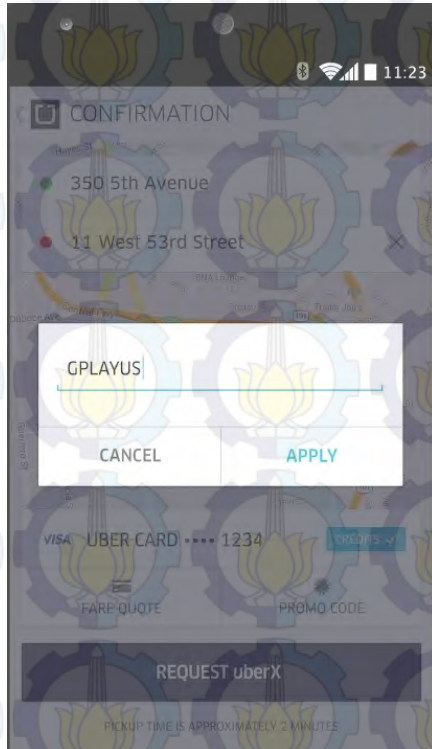 11:23
CONFIRMATION
350 5th Avenue
11 West 53rd Street
GPLAYUS
CANCEL
APPLY
VISA UBER CARD •••• 1234 CREDITS
FARE QUOTE
PROMO CODE
REQUEST uberX
PICKUP TIME IS APPROXIMATELY 2 MINUTES